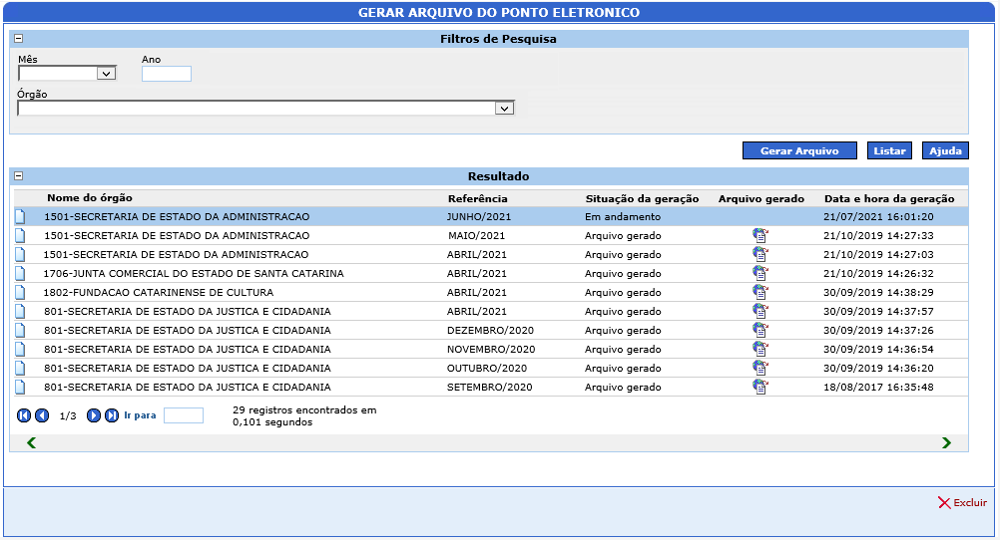 GERAR ARQUIVO DO PONTO ELETRONICO
Filtros de Pesquisa
Mês Ano
Órgão
Gerar Arquivo Listar Ajuda
Resultado
Nome do órgão Referência Situação da geração Arquivo gerado Data e hora da geração
1501-SECRETARIA DE ESTADO DA ADMINISTRACAO JUNHO/2021 Em andamento 21/07/2021 16:01:20
1501-SECRETARIA DE ESTADO DA ADMINISTRACAO MAIO/2021 Arquivo gerado 21/10/2019 14:27:33
1501-SECRETARIA DE ESTADO DA ADMINISTRACAO ABRIL/2021 Arquivo gerado 21/10/2019 14:27:03
1706-JUNTA COMERCIAL DO ESTADO DE SANTA CATARINA ABRIL/2021 Arquivo gerado 21/10/2019 14:26:32
1802-FUNDACAO CATARINENSE DE CULTURA ABRIL/2021 Arquivo gerado 30/09/2019 14:38:29
801-SECRETARIA DE ESTADO DA JUSTICA E CIDADANIA ABRIL/2021 Arquivo gerado 30/09/2019 14:37:57
801-SECRETARIA DE ESTADO DA JUSTICA E CIDADANIA DEZEMBRO/2020 Arquivo gerado 30/09/2019 14:37:26
801-SECRETARIA DE ESTADO DA JUSTICA E CIDADANIA NOVEMBRO/2020 Arquivo gerado 30/09/2019 14:36:54
801-SECRETARIA DE ESTADO DA JUSTICA E CIDADANIA OUTUBRO/2020 Arquivo gerado 30/09/2019 14:36:20
801-SECRETARIA DE ESTADO DA JUSTICA E CIDADANIA SETEMBRO/2020 Arquivo gerado 18/08/2017 16:35:48
1/3 Ir para 29 registros encontrados em
0,101 segundos
Excluir